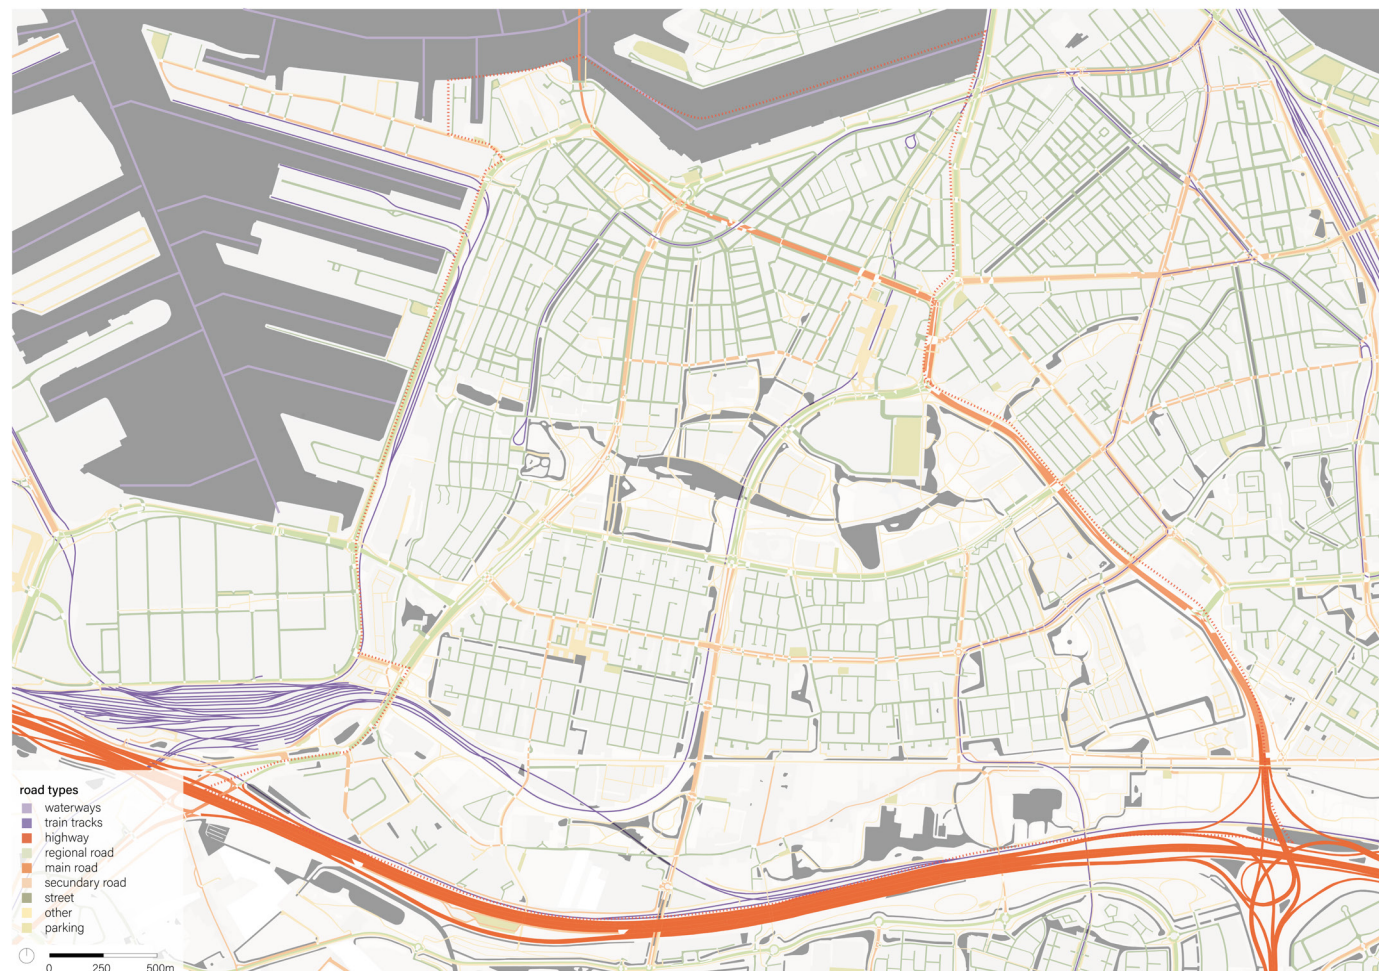 road types
waterways
train tracks
highway
regional road
main road
secundary road
street
other
parking
0 250 500m